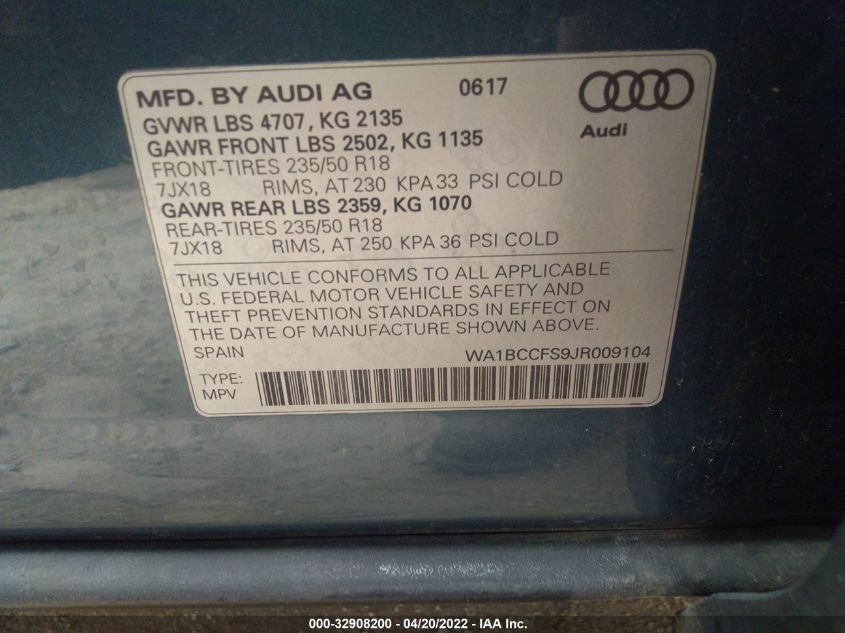 MFD. BY AUDI AG 0617
GVWR LBS 4707, KG 2135
Audi
GAWR FRONT LBS 2502, KG 1135
FRONT-TIRES 235/50 R18
7JX18 RIMS, AT 230 KPA 33 PSI COLD
GAWR REAR LBS 2359, KG 1070
REAR-TIRES 235/50 R18
7JX18 RIMS, AT 250 KPA 36 PSI COLD
THIS VEHICLE CONFORMS TO ALL APPLICABLE
U.S. FEDERAL MOTOR VEHICLE SAFETY AND
THEFT PREVENTION STANDARDS IN EFFECT ON
THE DATE OF MANUFACTURE SHOWN ABOVE.
SPAIN WA1BCCFS9JR009104
TYPE:
MPV
000-32908200 - 04/20/2022 - IAA Inc.